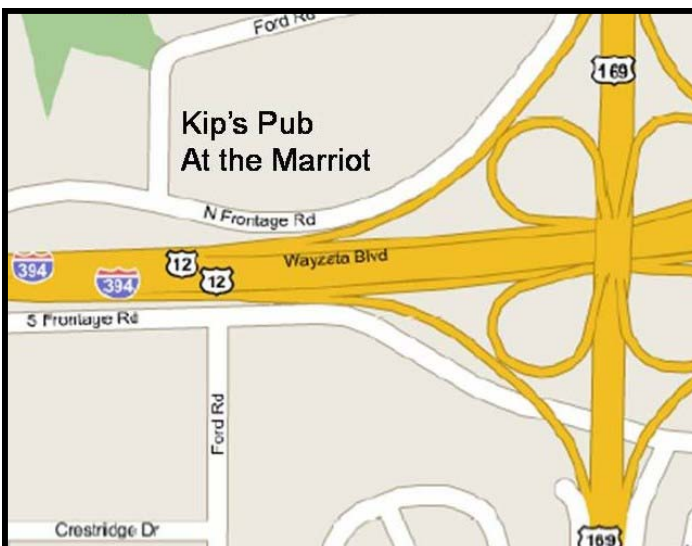 Ford Rd
169
Kip's Pub
At the Marriot
N Frontage Rd
Wayzata Blvd
12
12
394
394
S Frontage Rd
Ford Rd
Crestridge Dr
169